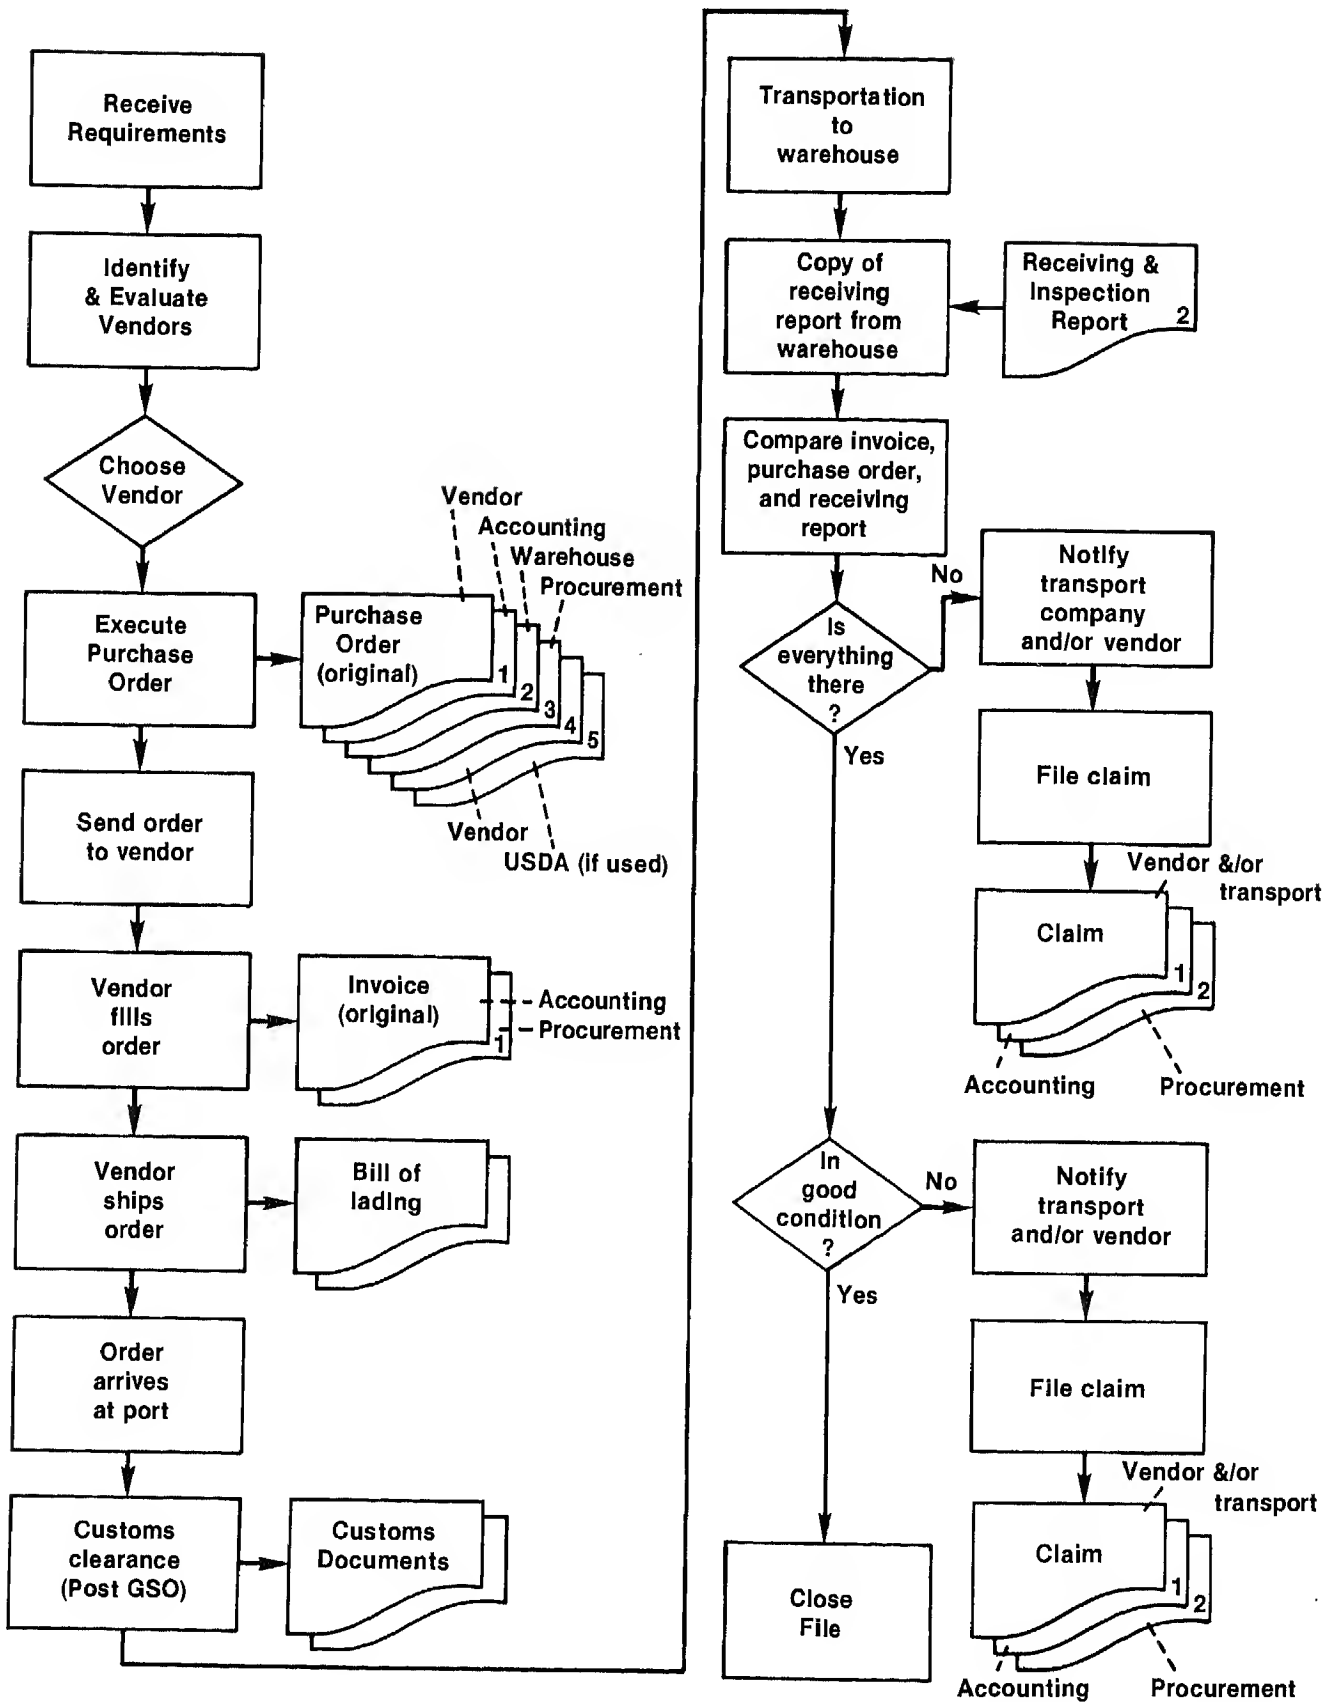 Receive
Requirements
Identify
& Evaluate
Vendors
Choose
Vendor
Execute
Purchase
Order
Purchase
Order
(original)
1
2
3
4
5
Vendor
Accounting
Warehouse
Procurement
Vendor
USDA (if used)
Send order
to vendor
Vendor
fills
order
Invoice
(original)
1
Accounting
Procurement
Vendor
ships
order
Bill of
lading
Order
arrives
at port
Customs
clearance
(Post GSO)
Customs
Documents
Transportation
to
warehouse
Copy of
receiving
report from
warehouse
Receiving &
Inspection
Report
2
Compare invoice,
purchase order,
and receiving
report
Is
everything
there
?
No
Yes
Notify
transport
company
and/or vendor
File claim
Vendor &/or
transport
Claim
1
2
Accounting
Procurement
In
good
condition
?
No
Yes
Notify
transport
and/or vendor
File claim
Vendor &/or
transport
Claim
1
2
Accounting
Procurement
Close
File